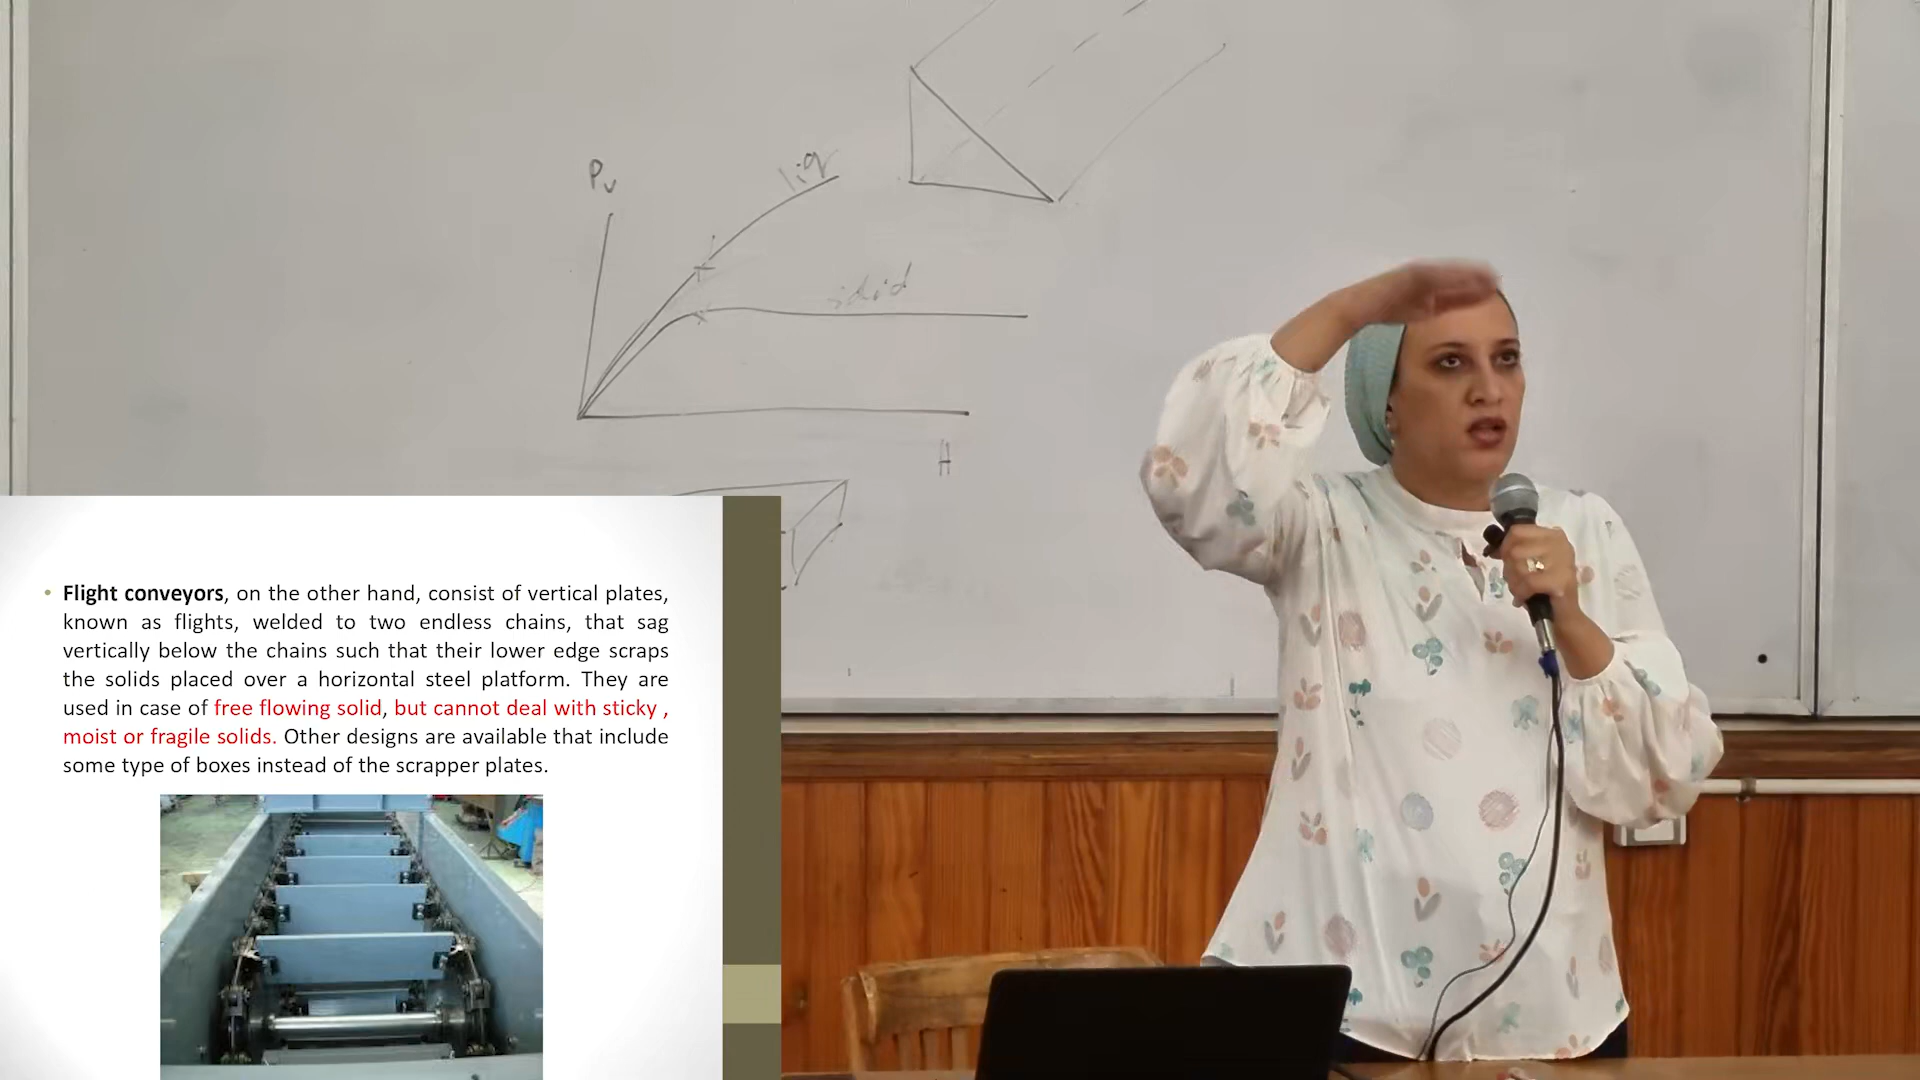 Pv
liq
solid
H
• Flight conveyors, on the other hand, consist of vertical plates,
known as flights, welded to two endless chains, that sag
vertically below the chains such that their lower edge scraps
the solids placed over a horizontal steel platform. They are
used in case of free flowing solid, but cannot deal with sticky ,
moist or fragile solids. Other designs are available that include
some type of boxes instead of the scrapper plates.